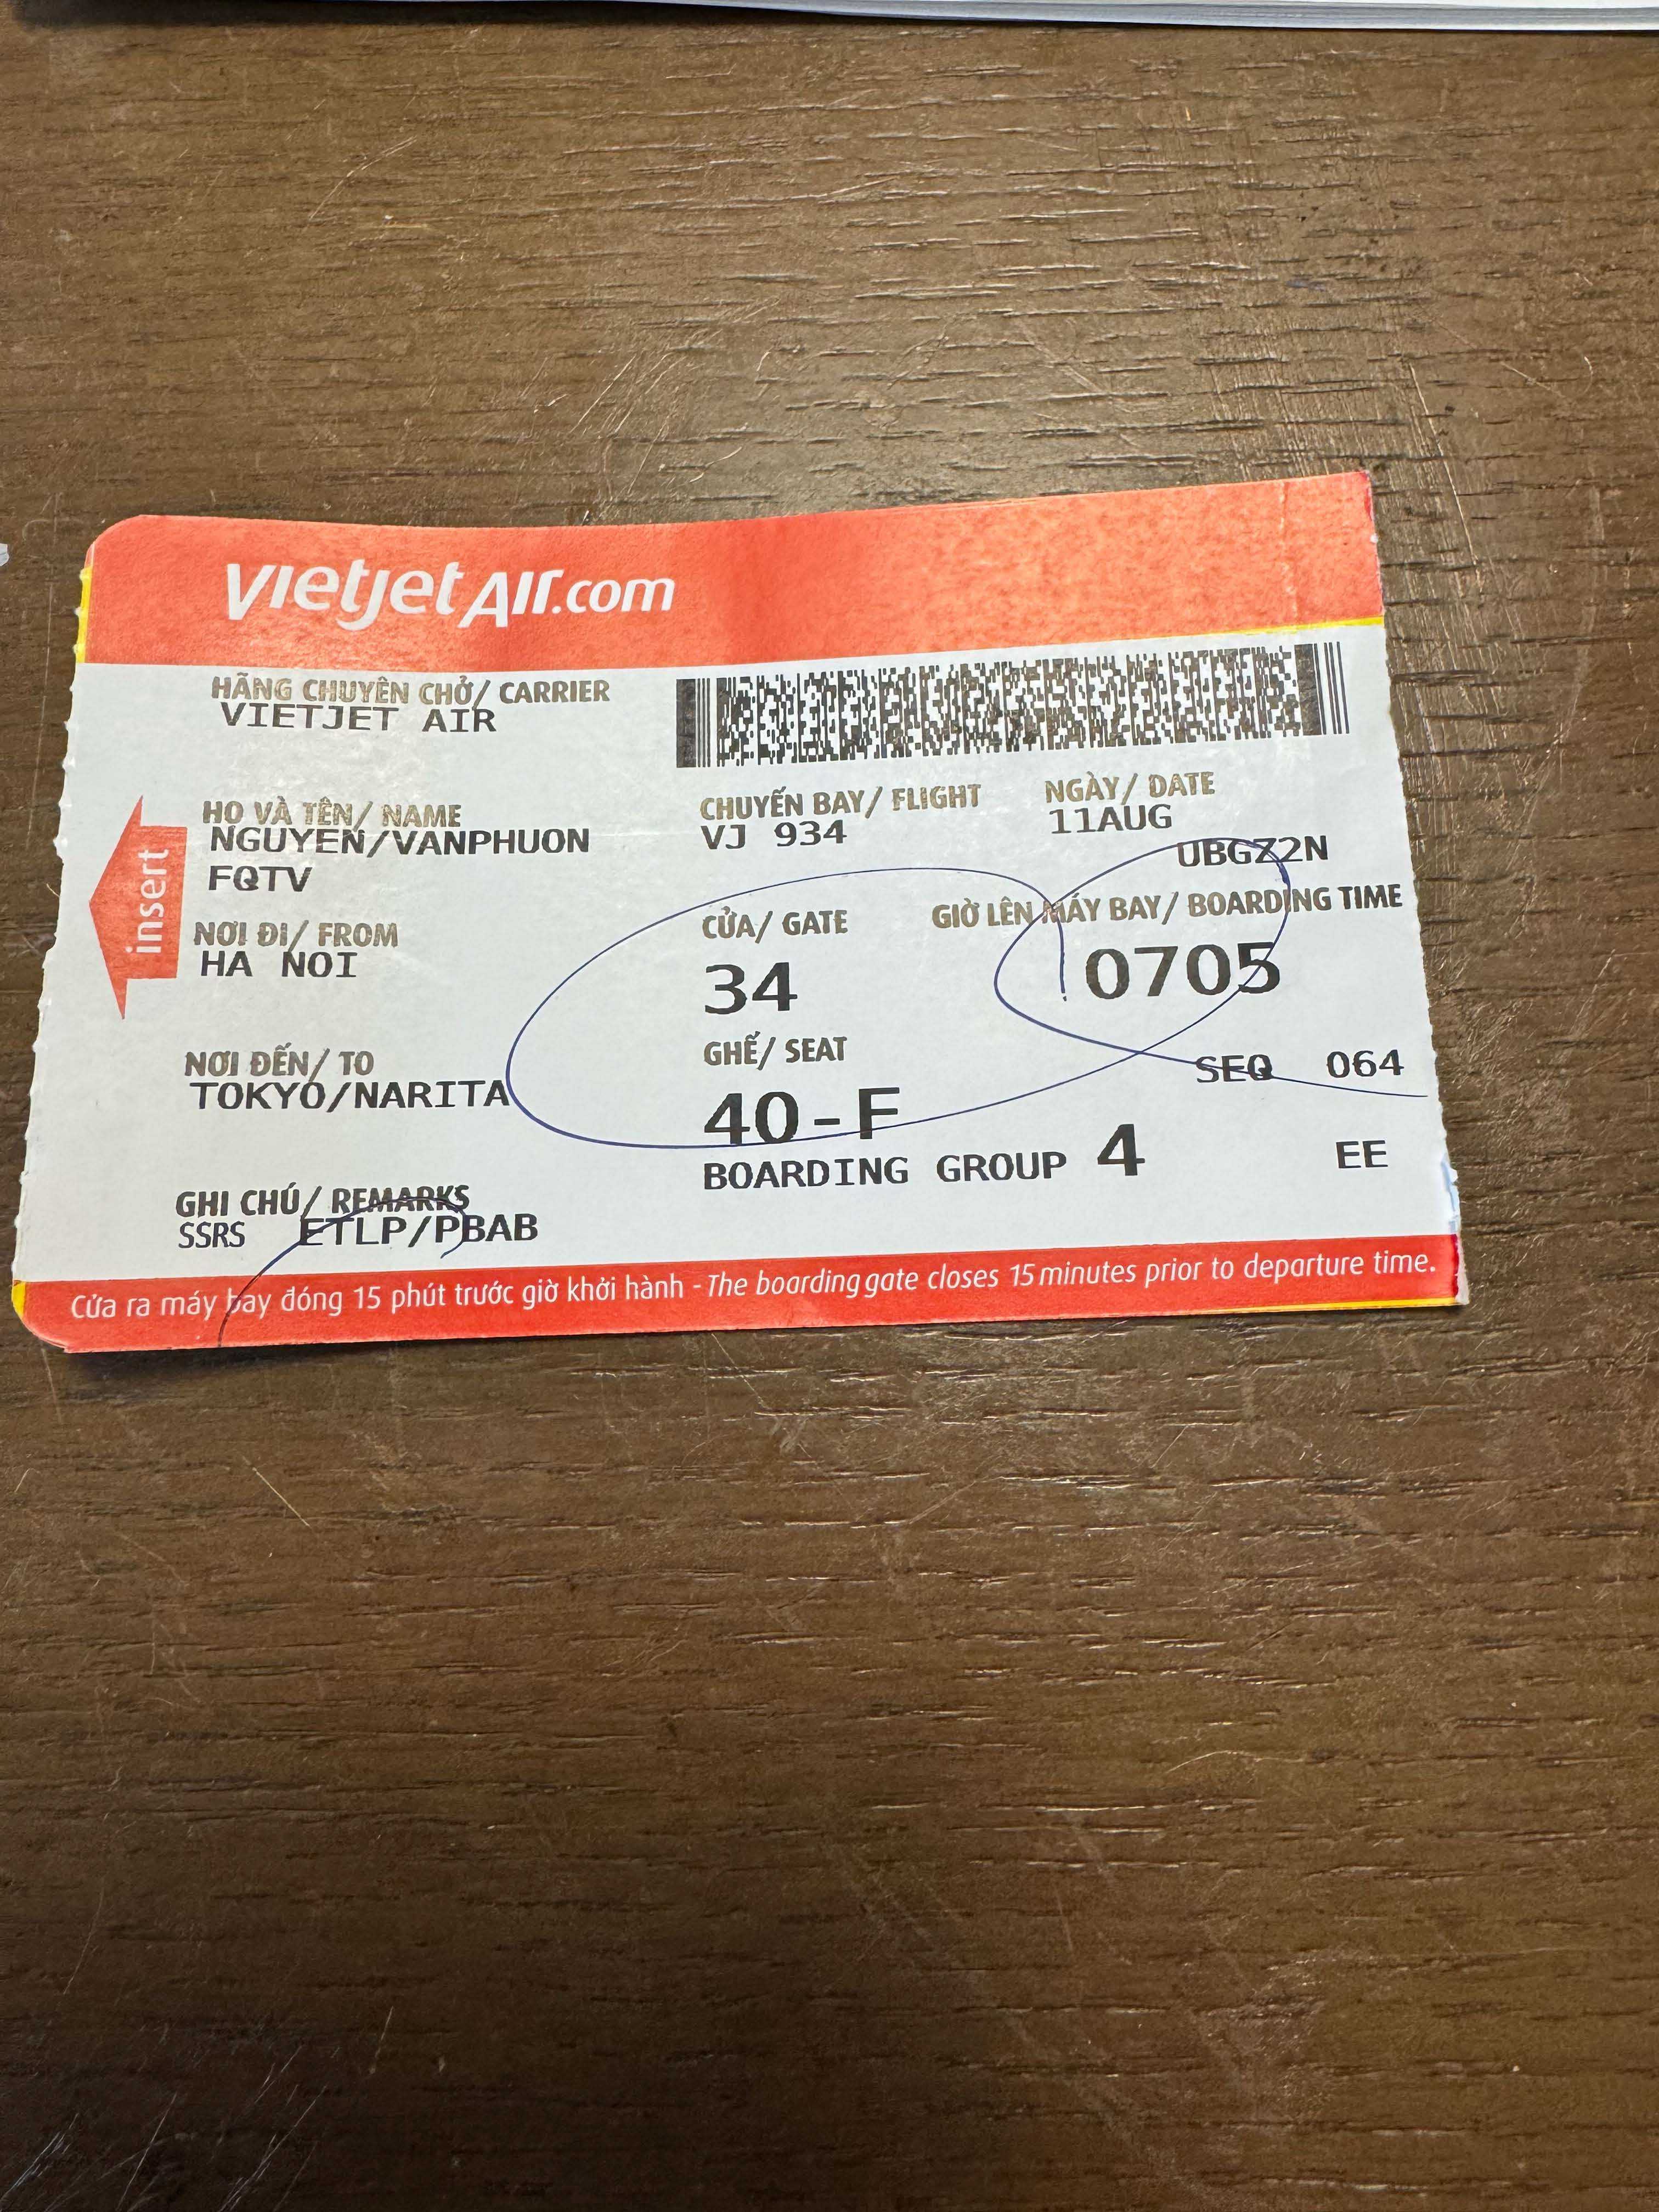 vietjetAir.com
HÃNG CHUYÊN CHỞ/ CARRIER
VIETJET AIR
HỌ VÀ TÊN/ NAME
NGUYEN/VANPHUON
FQTV
CHUYẾN BAY/ FLIGHT
VJ 934
NGÀY/ DATE
11AUG
UBGZ2N
insert
NƠI ĐI/ FROM
HA NOI
CỬA/ GATE
34
GIỜ LÊN MÁY BAY/ BOARDING TIME
0705
NƠI ĐẾN/ TO
TOKYO/NARITA
GHẾ/ SEAT
40-F
SEQ 064
BOARDING GROUP 4
EE
GHI CHÚ/ REMARKS
SSRS ETLP/PBAB
Cửa ra máy bay đóng 15 phút trước giờ khởi hành - The boarding gate closes 15 minutes prior to departure time.